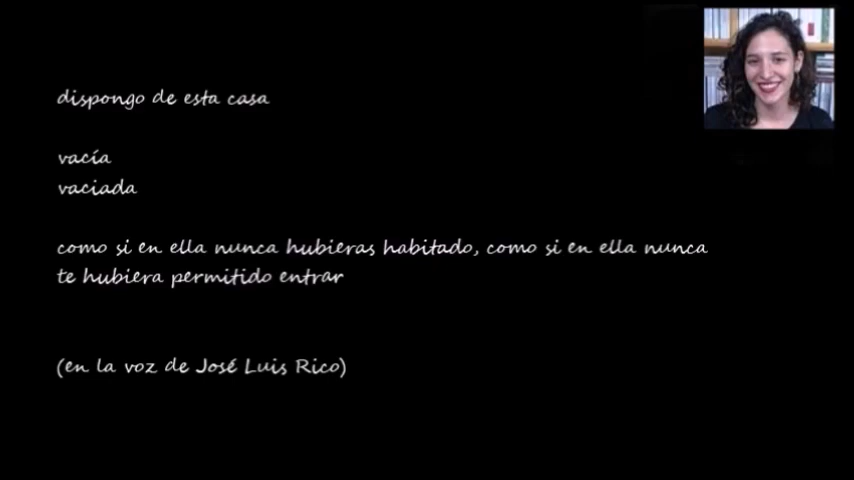 dispongo de esta casa
vacía
vaciada
como si en ella nunca hubieras habitado, como si en ella nunca
te hubiera permitido entrar
(en la voz de José Luis Rico)